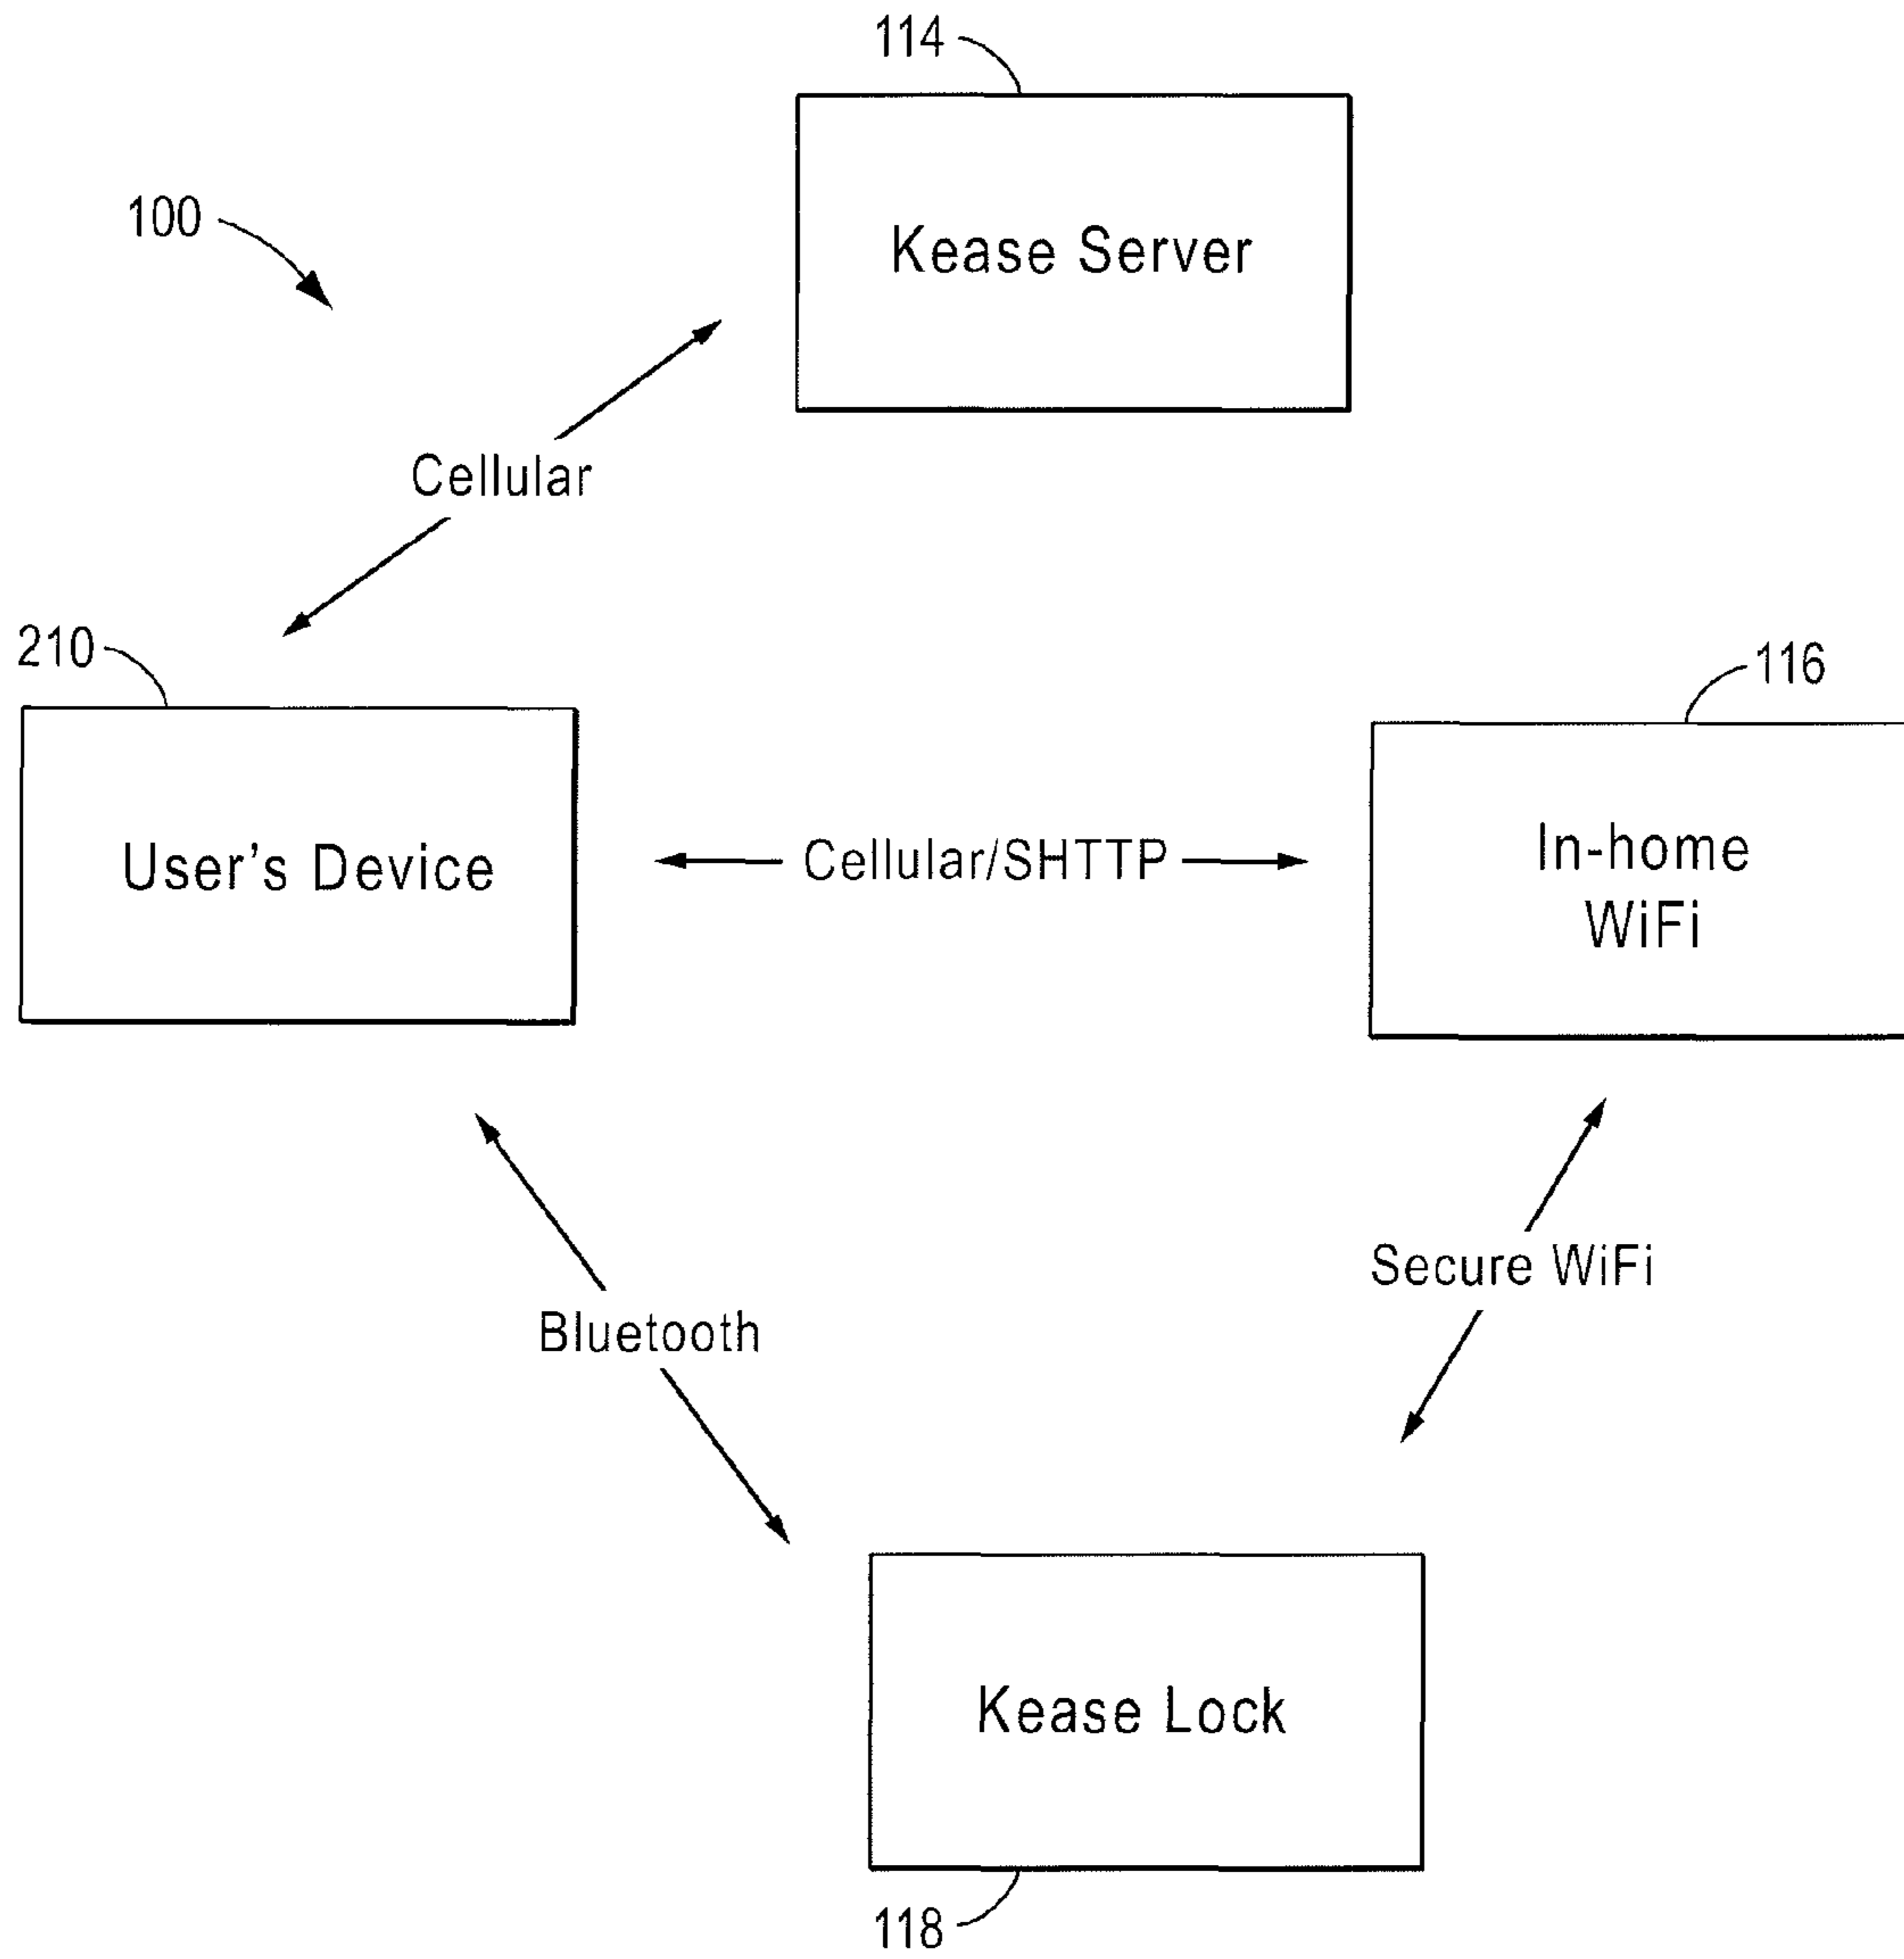 114
100
Kease Server
Cellular
210
116
User's Device
Cellular/SHTTP
In-home
WiFi
Secure WiFi
Bluetooth
Kease Lock
118